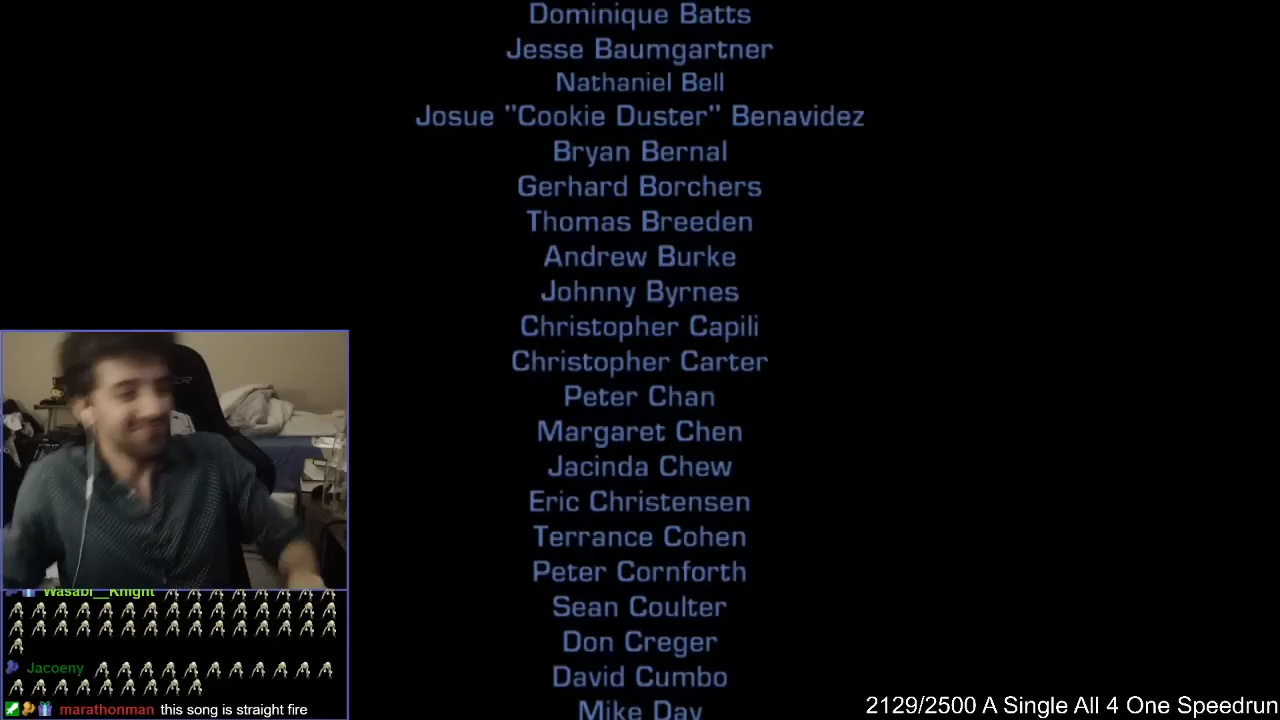 Dominique Batts
Jesse Baumgartner
Nathaniel Bell
Josue "Cookie Duster" Benavidez
Bryan Bernal
Gerhard Borchers
Thomas Breeden
Andrew Burke
Johnny Byrnes
Christopher Capili
Christopher Carter
Peter Chan
Margaret Chen
Jacinda Chew
Eric Christensen
Terrance Cohen
Peter Cornforth
Sean Coulter
Don Creger
David Cumbo
Mike Day
Wasabi__Knight
Jacoeny
marathonman this song is straight fire
2129/2500 A Single All 4 One Speedrun